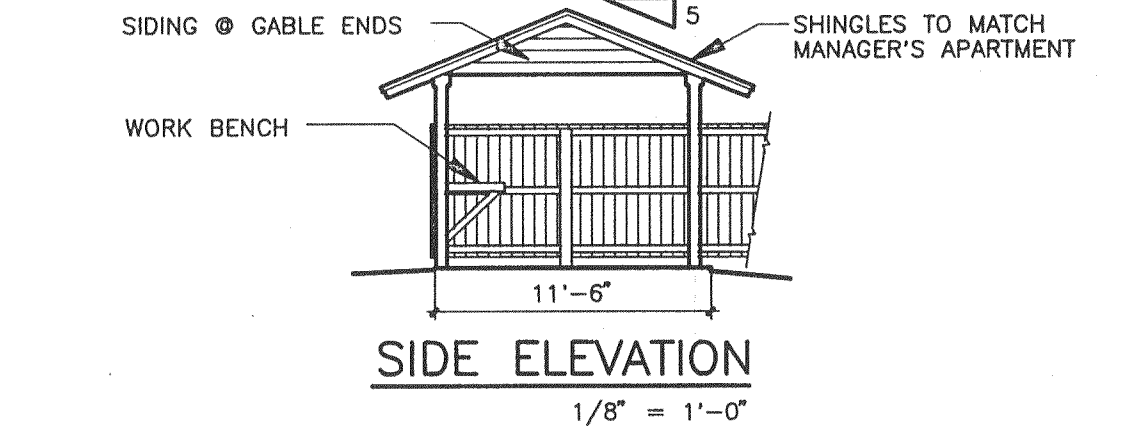 5
SIDING @ GABLE ENDS
SHINGLES TO MATCH
MANAGER'S APARTMENT
WORK BENCH
11'-6"
SIDE ELEVATION
1/8" = 1'-0"